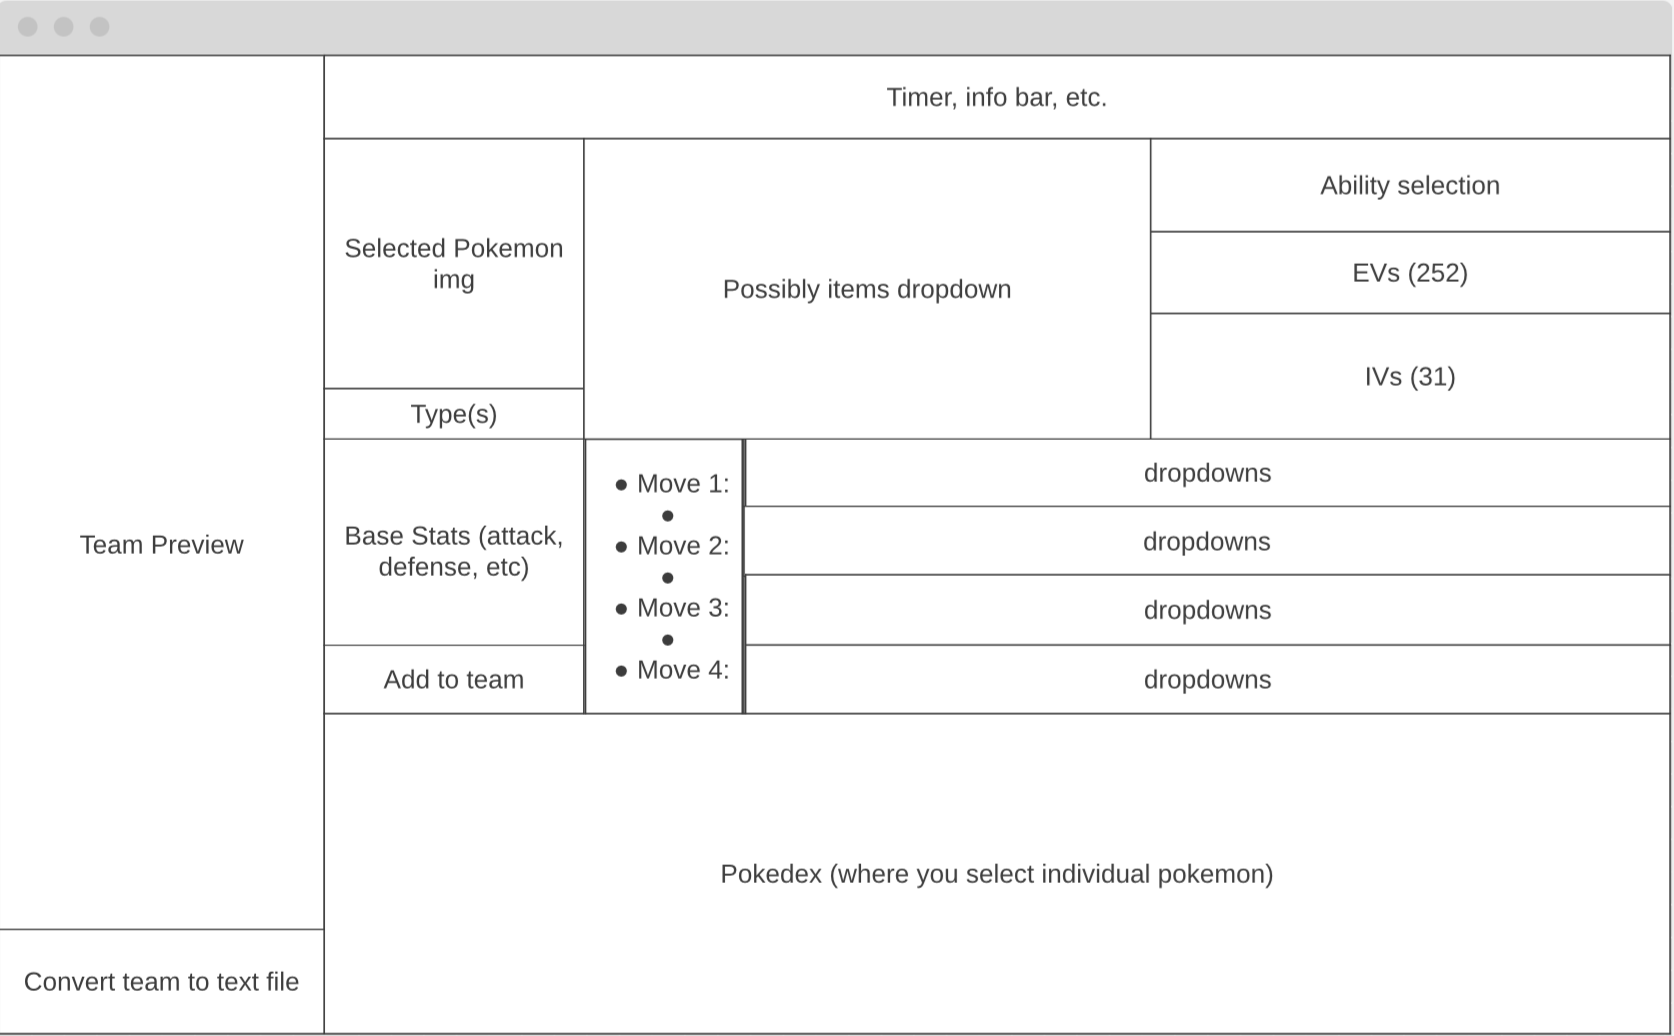 Timer, info bar, etc.
Selected Pokemon
img
Possibly items dropdown
Ability selection
EVs (252)
IVs (31)
Type(s)
Team Preview
Base Stats (attack,
defense, etc)
Add to team
• Move 1:
•
• Move 2:
•
• Move 3:
•
• Move 4:
dropdowns
dropdowns
dropdowns
dropdowns
Pokedex (where you select individual pokemon)
Convert team to text file